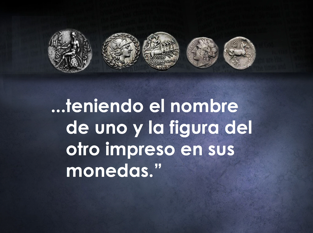 ...teniendo el nombre
de uno y la figura del
otro impreso en sus
monedas.”